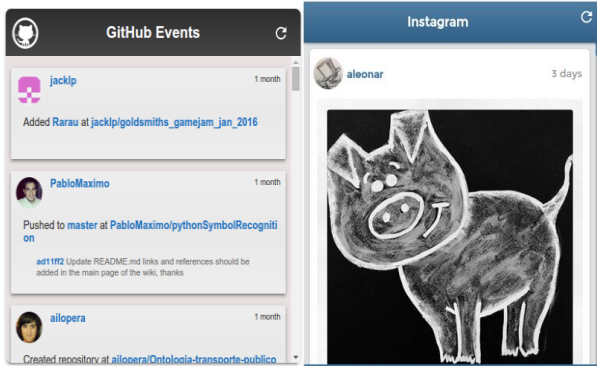 GitHub Events
jacklp
1 month
Added Rarau at jacklp/goldsmiths_gamejam_jan_2016
PabloMaximo
1 month
Pushed to master at PabloMaximo/pythonSymbolRecogniti
on
ad11ff2 Update README.md links and references should be
added in the main page of the wiki, thanks
ailopera
1 month
Created repository at ailopera/Ontologia-transporte-publico
Instagram
aleonar
3 days